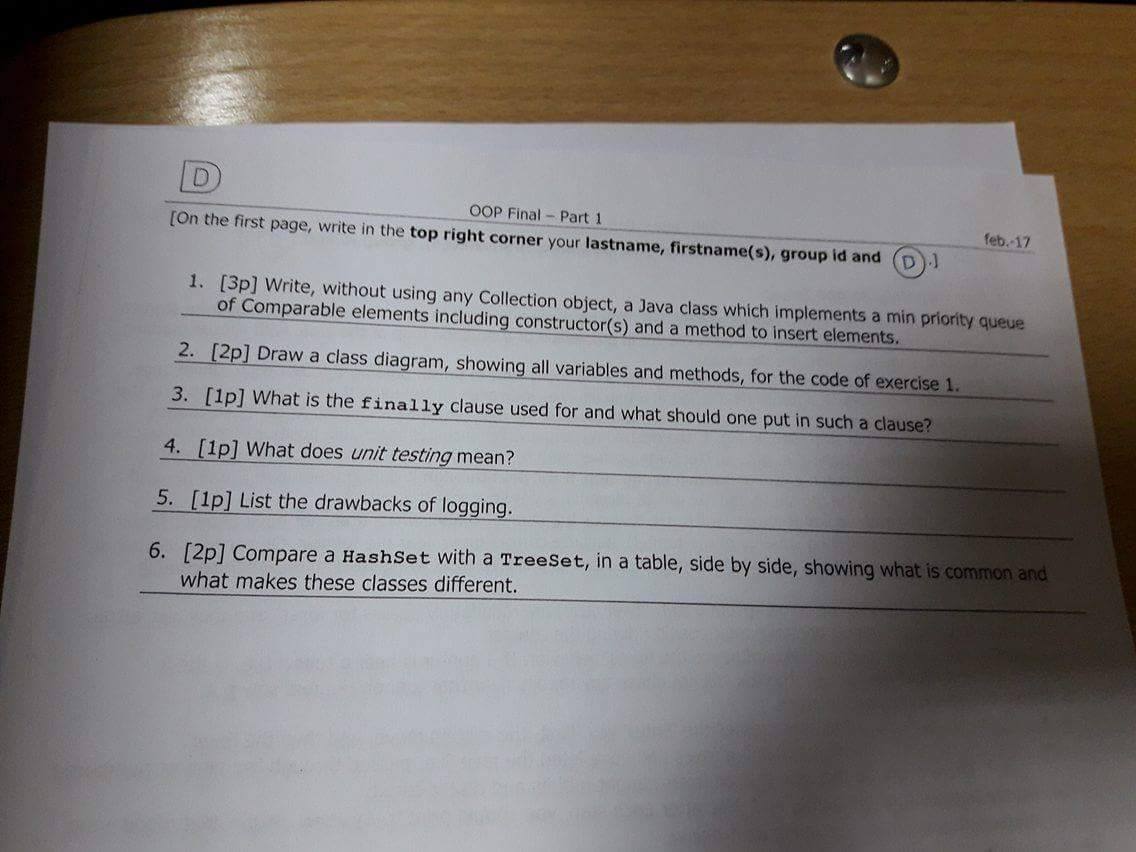 D
OOP Final – Part 1
feb.-17
[On the first page, write in the top right corner your lastname, firstname(s), group id and D .]
1. [3p] Write, without using any Collection object, a Java class which implements a min priority queue
of Comparable elements including constructor(s) and a method to insert elements.
2. [2p] Draw a class diagram, showing all variables and methods, for the code of exercise 1.
3. [1p] What is the finally clause used for and what should one put in such a clause?
4. [1p] What does unit testing mean?
5. [1p] List the drawbacks of logging.
6. [2p] Compare a HashSet with a TreeSet, in a table, side by side, showing what is common and
what makes these classes different.